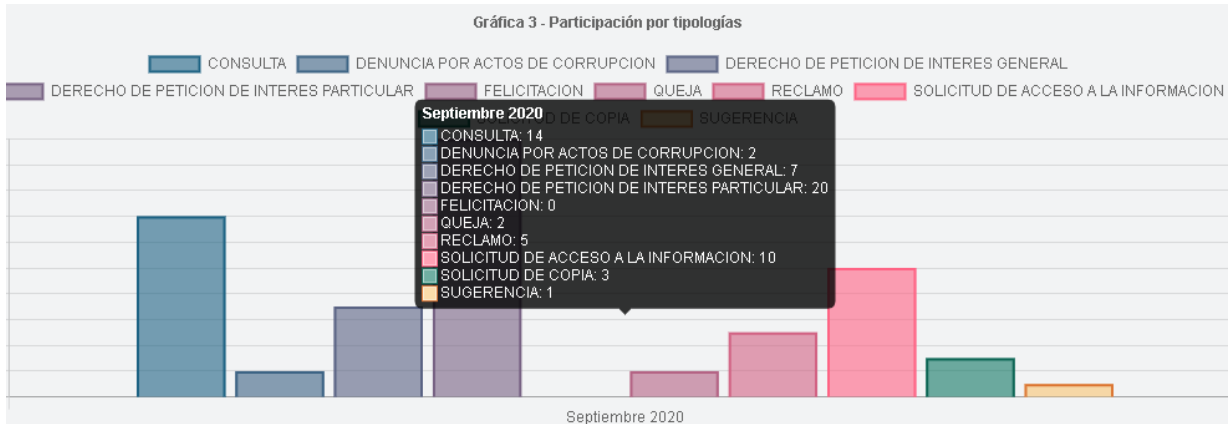 Gráfica 3 - Participación por tipologías
CONSULTA DENUNCIA POR ACTOS DE CORRUPCION DERECHO DE PETICION DE INTERES GENERAL
DERECHO DE PETICION DE INTERES PARTICULAR FELICITACION QUEJA RECLAMO SOLICITUD DE ACCESO A LA INFORMACION
SOLICITUD DE COPIA SUGERENCIA
Septiembre 2020
CONSULTA: 14
DENUNCIA POR ACTOS DE CORRUPCION: 2
DERECHO DE PETICION DE INTERES GENERAL: 7
DERECHO DE PETICION DE INTERES PARTICULAR: 20
FELICITACION: 0
QUEJA: 2
RECLAMO: 5
SOLICITUD DE ACCESO A LA INFORMACION: 10
SOLICITUD DE COPIA: 3
SUGERENCIA: 1
Septiembre 2020